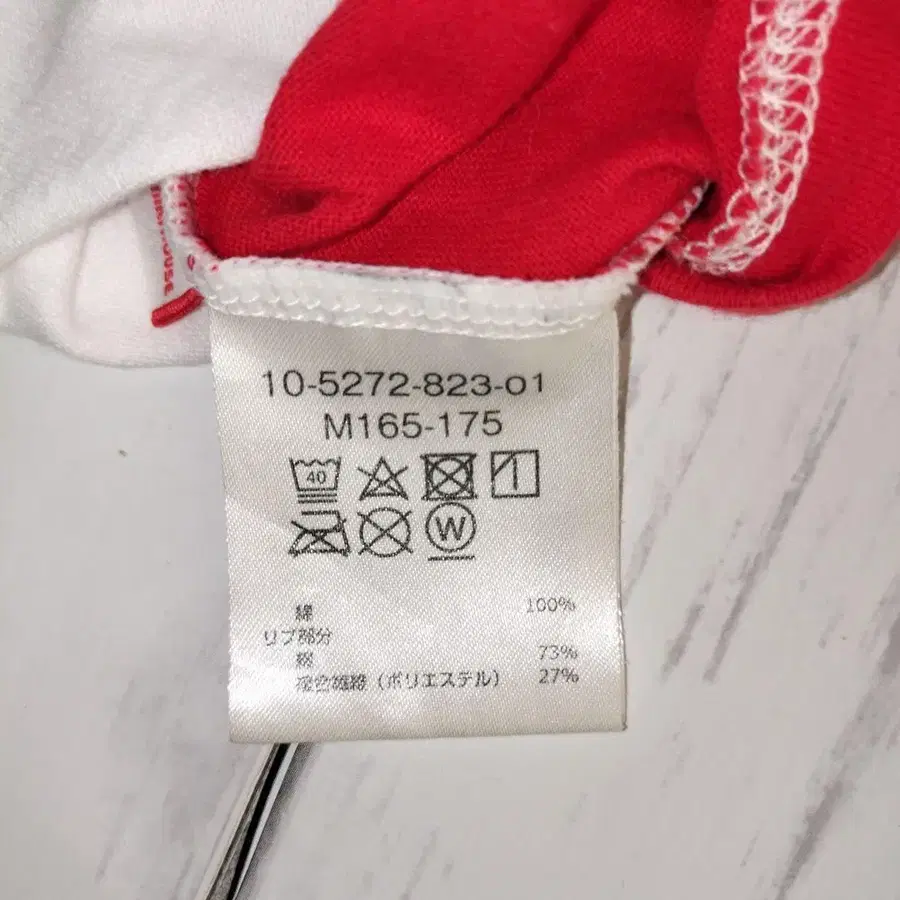 10-5272-823-01
M165-175
40
W
綿 100%
リブ部分
綿 73%
複合繊維(ポリエステル) 27%